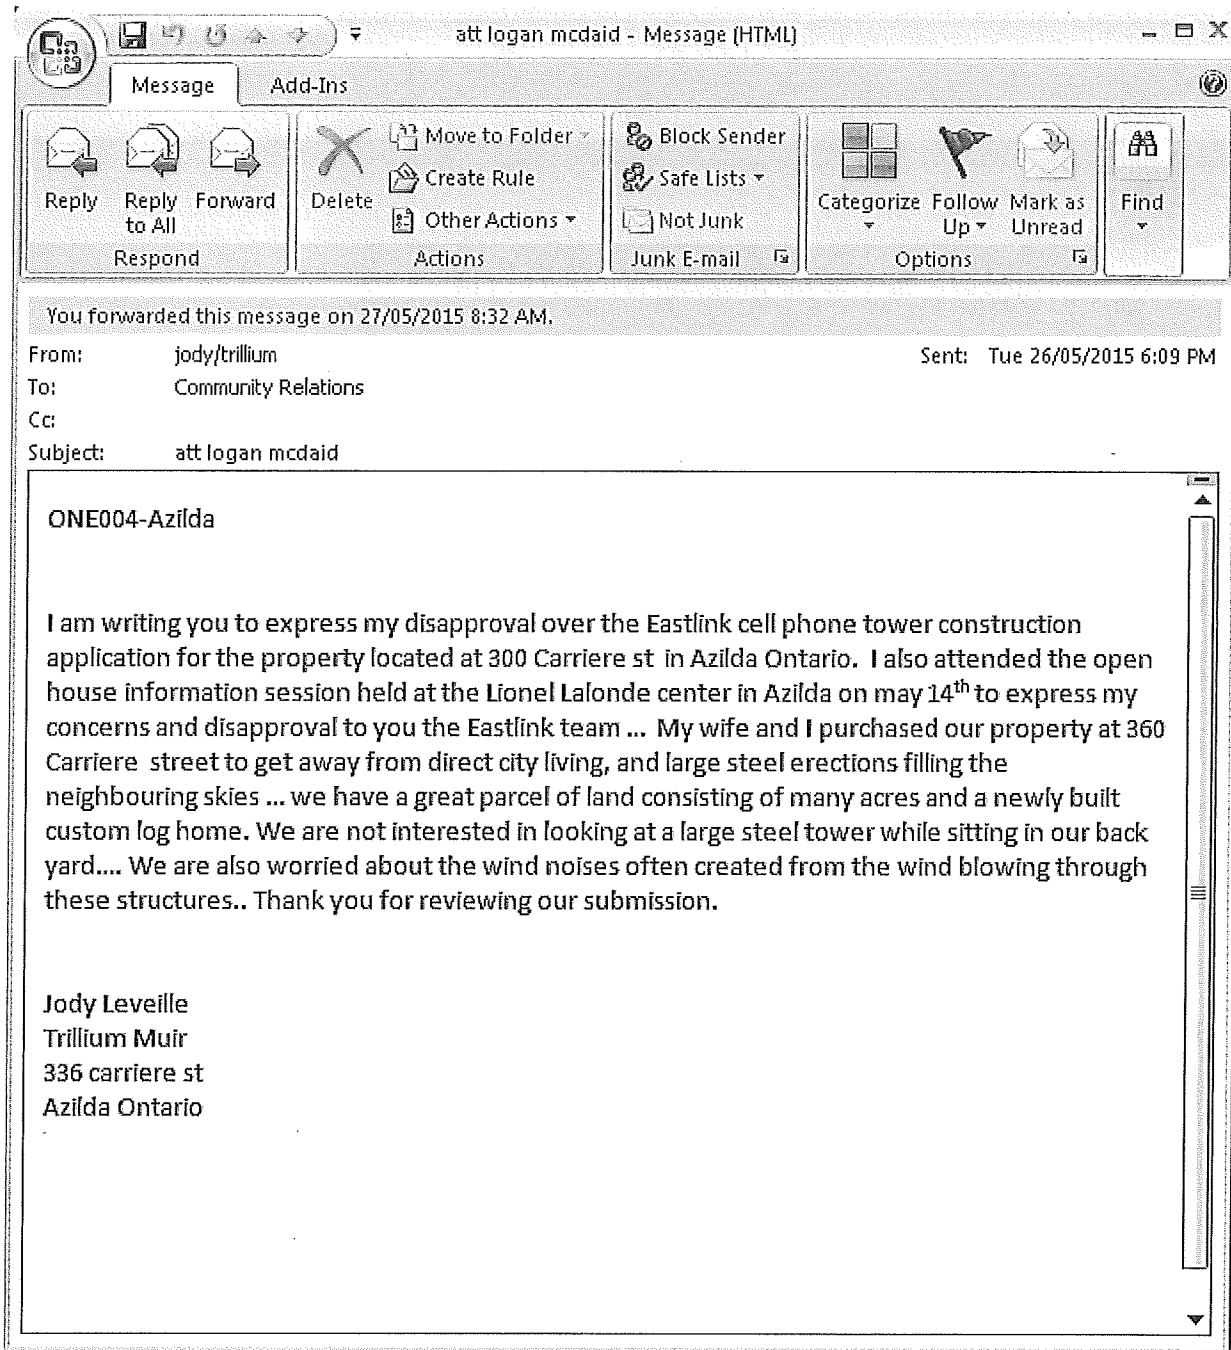 att logan mcdaid - Message (HTML)
Message Add-Ins
Reply Reply to All Forward
Respond
Delete Move to Folder
Create Rule
Other Actions
Actions
Block Sender
Safe Lists
Not Junk
Junk E-mail
Categorize Follow Up Mark as Unread
Options
Find
You forwarded this message on 27/05/2015 8:32 AM.
From: jody/trillium Sent: Tue 26/05/2015 6:09 PM
To: Community Relations
Cc:
Subject: att logan mcdaid
ONE004-Azilda
I am writing you to express my disapproval over the Eastlink cell phone tower construction
application for the property located at 300 Carriere st in Azilda Ontario. I also attended the open
house information session held at the Lionel Lalonde center in Azilda on may 14th to express my
concerns and disapproval to you the Eastlink team ... My wife and I purchased our property at 360
Carriere street to get away from direct city living, and large steel erections filling the
neighbouring skies ... we have a great parcel of land consisting of many acres and a newly built
custom log home. We are not interested in looking at a large steel tower while sitting in our back
yard.... We are also worried about the wind noises often created from the wind blowing through
these structures.. Thank you for reviewing our submission.
Jody Leveille
Trillium Muir
336 carriere st
Azilda Ontario